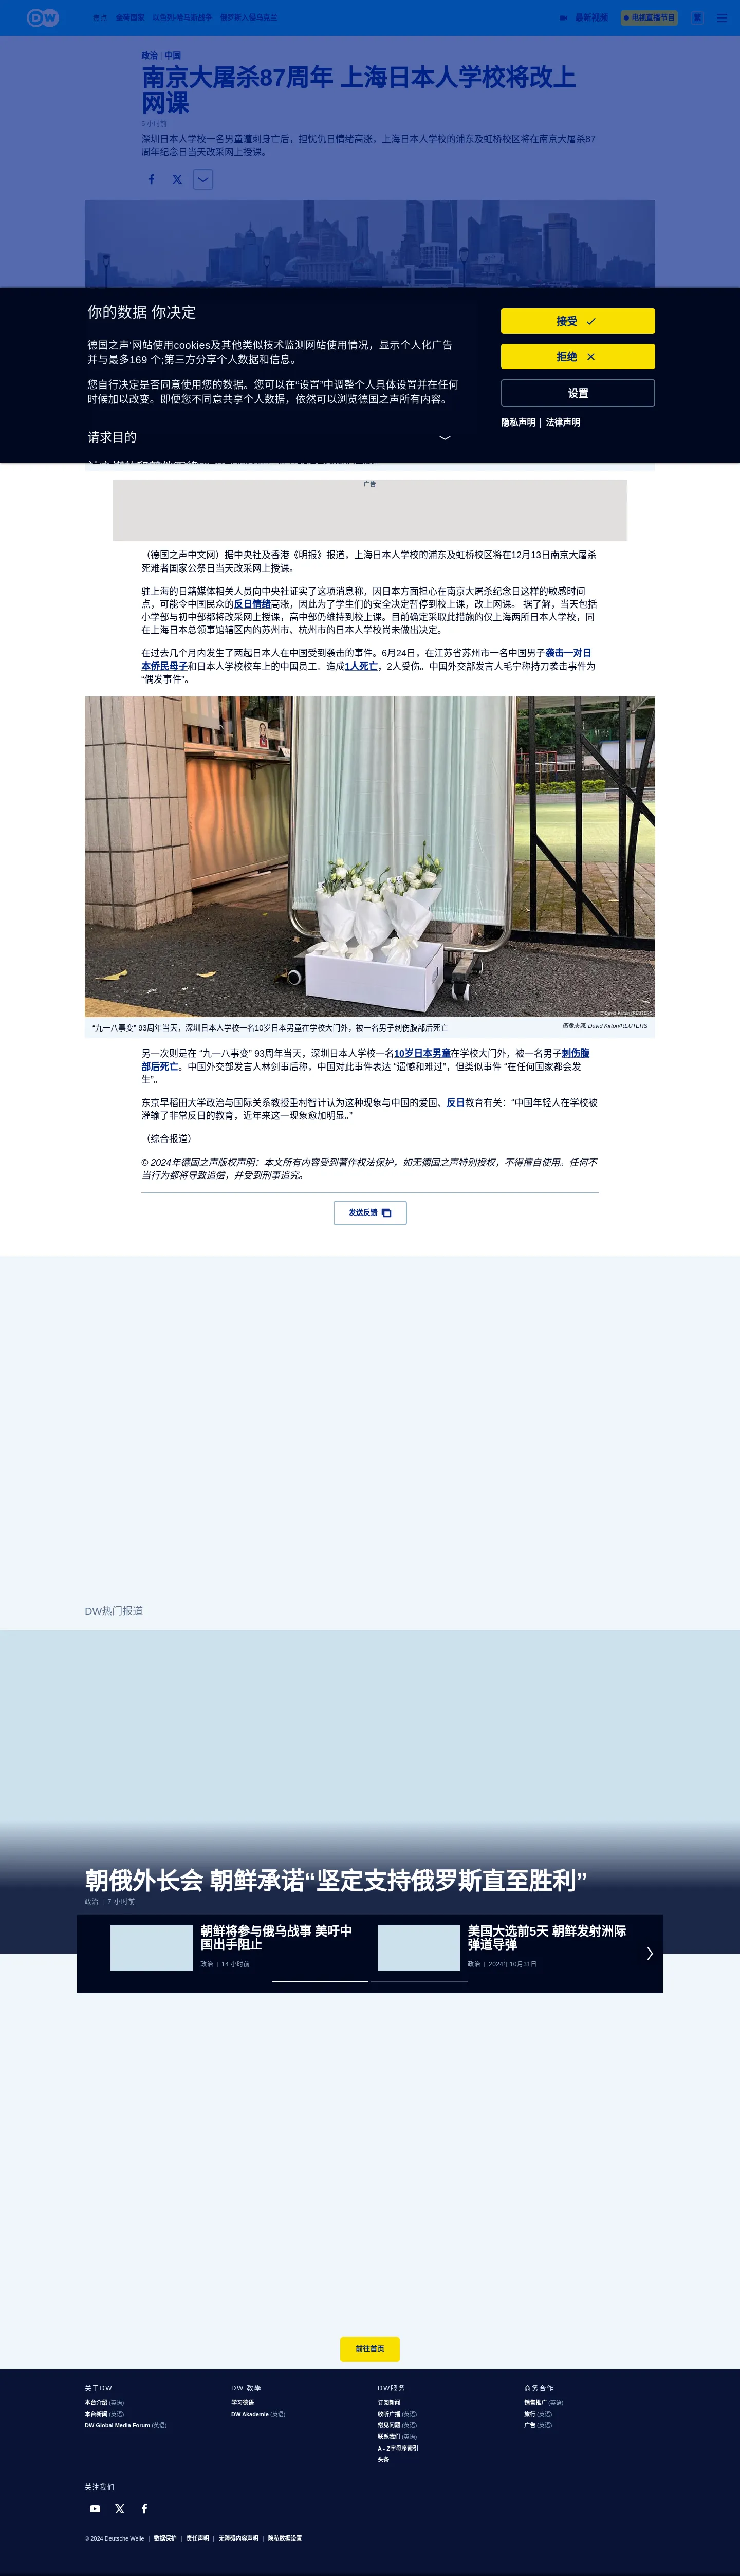 DW
热点 金砖国家 以色列-哈马斯战争 俄罗斯入侵乌克兰
最新视频
电视直播节目
繁
政治 | 中国
南京大屠杀87周年 上海日本人学校将改上
网课
5 小时前
深圳日本人学校一名男童遭刺身亡后，担忧仇日情绪高涨，上海日本人学校的浦东及虹桥校区将在南京大屠杀87
周年纪念日当天改采网上授课。
你的数据 你决定
德国之声'网站使用cookies及其他类似技术监测网站使用情况，显示个人化广告
并与最多169 个;第三方分享个人数据和信息。
您自行决定是否同意使用您的数据。您可以在“设置”中调整个人具体设置并在任何
时候加以改变。即便您不同意共享个人数据，依然可以浏览德国之声所有内容。
请求目的
接受
拒绝
设置
隐私声明 | 法律声明
广告
（德国之声中文网）据中央社及香港《明报》报道，上海日本人学校的浦东及虹桥校区将在12月13日南京大屠杀
死难者国家公祭日当天改采网上授课。
驻上海的日籍媒体相关人员向中央社证实了这项消息称，因日本方面担心在南京大屠杀纪念日这样的敏感时间
点，可能令中国民众的反日情绪高涨，因此为了学生们的安全决定暂停到校上课，改上网课。 据了解，当天包括
小学部与初中部都将改采网上授课，高中部仍维持到校上课。目前确定采取此措施的仅上海两所日本人学校，同
在上海日本总领事馆辖区内的苏州市、杭州市的日本人学校尚未做出决定。
在过去几个月内发生了两起日本人在中国受到袭击的事件。6月24日，在江苏省苏州市一名中国男子袭击一对日
本侨民母子和日本人学校校车上的中国员工。造成1人死亡，2人受伤。中国外交部发言人毛宁称持刀袭击事件为
“偶发事件”。
© David Kirton/REUTERS
“九一八事变” 93周年当天，深圳日本人学校一名10岁日本男童在学校大门外，被一名男子刺伤腹部后死亡
图像来源: David Kirton/REUTERS
另一次则是在 “九一八事变” 93周年当天，深圳日本人学校一名10岁日本男童在学校大门外，被一名男子刺伤腹
部后死亡。中国外交部发言人林剑事后称，中国对此事件表达 “遗憾和难过”，但类似事件 “在任何国家都会发
生”。
东京早稻田大学政治与国际关系教授重村智计认为这种现象与中国的爱国、反日教育有关：“中国年轻人在学校被
灌输了非常反日的教育，近年来这一现象愈加明显。”
（综合报道）
© 2024年德国之声版权声明：本文所有内容受到著作权法保护，如无德国之声特别授权，不得擅自使用。任何不
当行为都将导致追偿，并受到刑事追究。
发送反馈
DW热门报道
朝俄外长会 朝鲜承诺“坚定支持俄罗斯直至胜利”
政治 | 7 小时前
朝鲜将参与俄乌战事 美吁中
国出手阻止
政治 | 14 小时前
美国大选前5天 朝鲜发射洲际
弹道导弹
政治 | 2024年10月31日
前往首页
关于DW
本台介绍 (英语)
本台新闻 (英语)
DW Global Media Forum (英语)
DW 教學
学习德语
DW Akademie (英语)
DW服务
订阅新闻
收听广播 (英语)
常见问题 (英语)
联系我们 (英语)
A - Z字母序索引
头条
商务合作
销售推广 (英语)
旅行 (英语)
广告 (英语)
关注我们
© 2024 Deutsche Welle | 数据保护 | 责任声明 | 无障碍内容声明 | 隐私数据设置